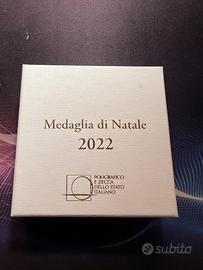 Medaglia di Natale
2022
POLIGRAFICO
E ZECCA
DELLO STATO
ITALIANO
subito